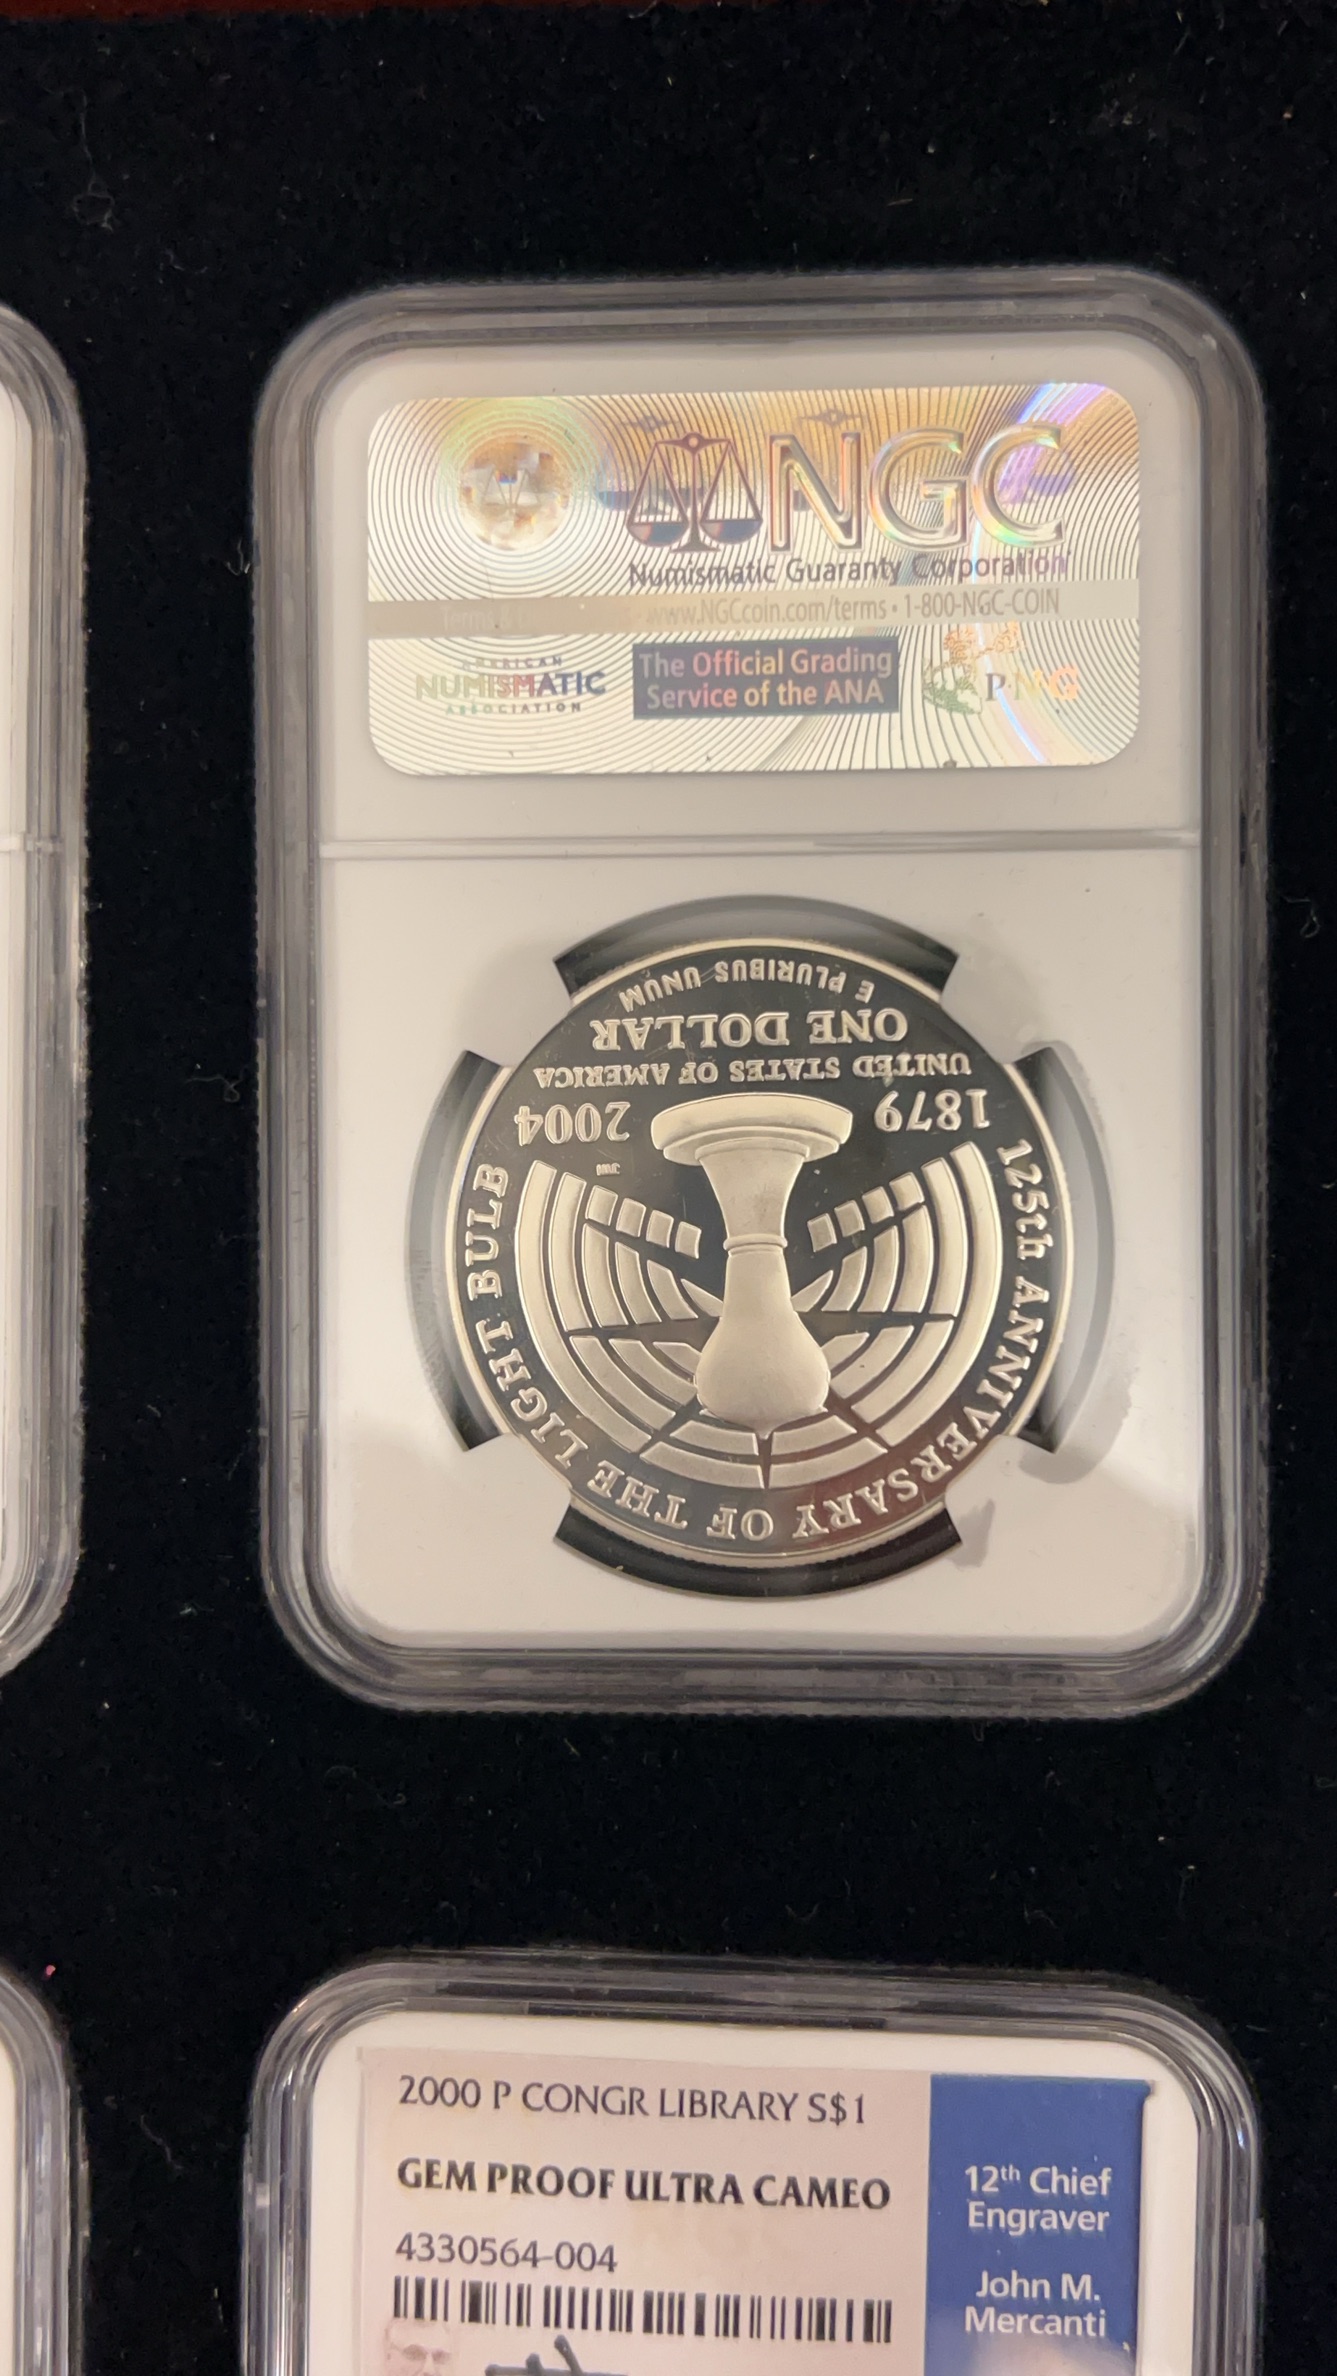 NGC
Numismatic Guaranty Corporation
www.NGCcoin.com/terms • 1-800-NGC-COIN
AMERICAN
NUMISMATIC
ASSOCIATION
The Official Grading
Service of the ANA
PNG
125th ANNIVERSARY OF THE LIGHT BULB
1879 2004
UNITED STATES OF AMERICA
ONE DOLLAR
E PLURIBUS UNUM
2000 P CONGR LIBRARY S$1
GEM PROOF ULTRA CAMEO
4330564-004
12th Chief
Engraver
John M.
Mercanti